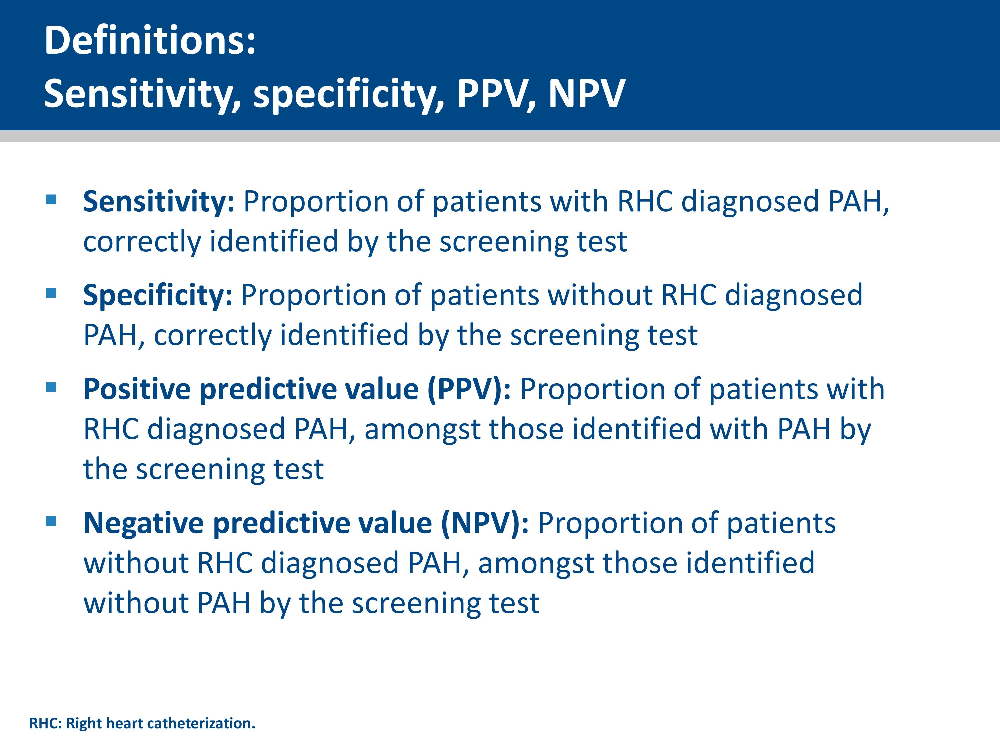 Definitions:
Sensitivity, specificity, PPV, NPV
▪ Sensitivity: Proportion of patients with RHC diagnosed PAH,
correctly identified by the screening test
▪ Specificity: Proportion of patients without RHC diagnosed
PAH, correctly identified by the screening test
▪ Positive predictive value (PPV): Proportion of patients with
RHC diagnosed PAH, amongst those identified with PAH by
the screening test
▪ Negative predictive value (NPV): Proportion of patients
without RHC diagnosed PAH, amongst those identified
without PAH by the screening test
RHC: Right heart catheterization.